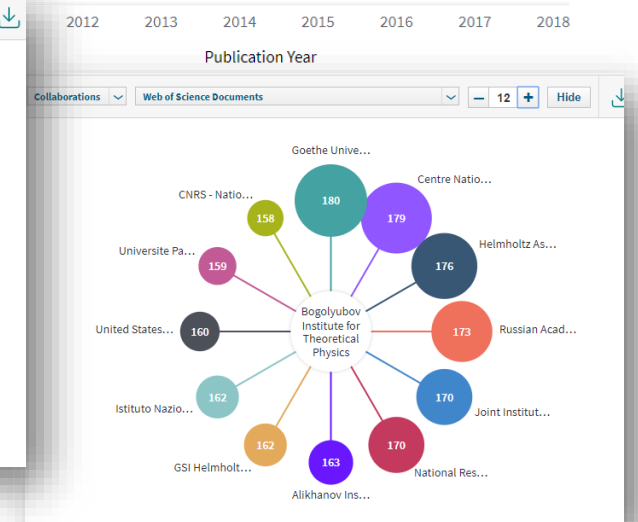 2012 2013 2014 2015 2016 2017 2018
Publication Year
Collaborations Web of Science Documents − 12 + Hide
Goethe Unive...
180
Centre Natio...
179
Helmholtz As...
176
Russian Acad...
173
Joint Institut...
170
National Res...
170
Alikhanov Ins...
163
GSI Helmholt...
162
Istituto Nazio...
162
United States...
160
Universite Pa...
159
CNRS - Natio...
158
Bogolyubov
Institute for
Theoretical
Physics